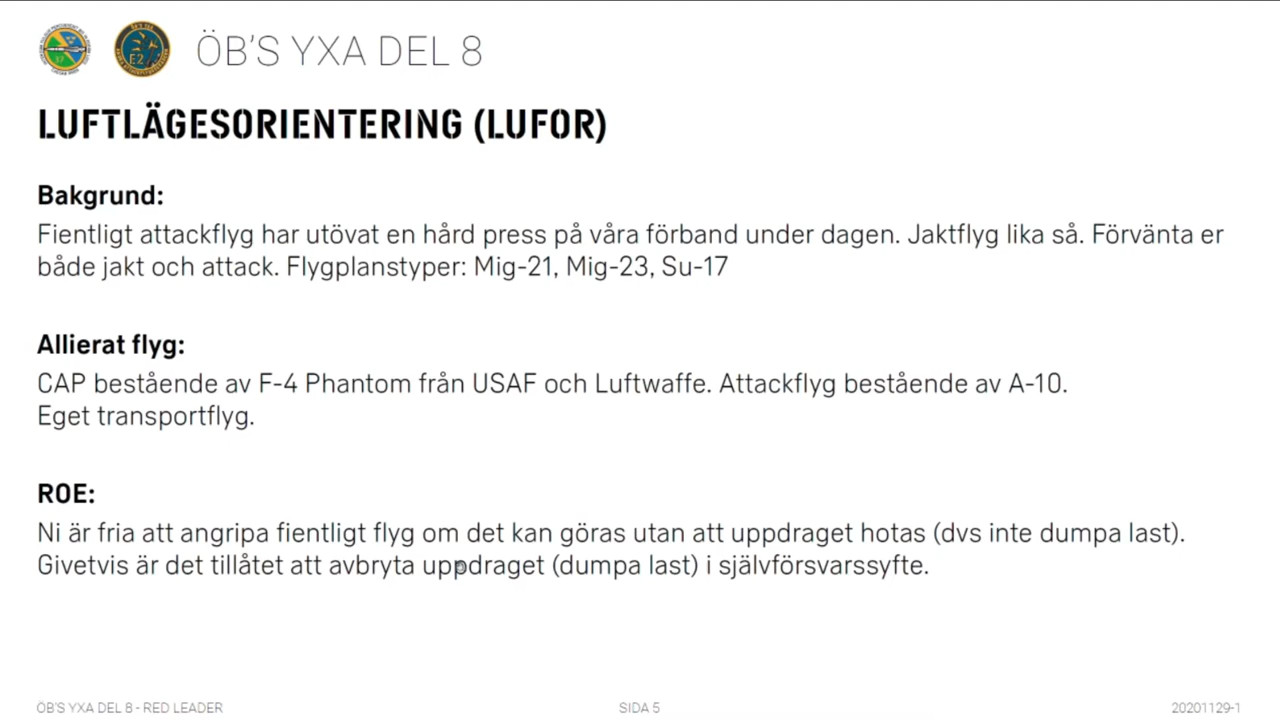 ÖB'S YXA DEL 8
LUFTLÄGESORIENTERING (LUFOR)
Bakgrund:
Fientligt attackflyg har utövat en hård press på våra förband under dagen. Jaktflyg lika så. Förvänta er
både jakt och attack. Flygplanstyper: Mig-21, Mig-23, Su-17
Allierat flyg:
CAP bestående av F-4 Phantom från USAF och Luftwaffe. Attackflyg bestående av A-10.
Eget transportflyg.
ROE:
Ni är fria att angripa fientligt flyg om det kan göras utan att uppdraget hotas (dvs inte dumpa last).
Givetvis är det tillåtet att avbryta uppdraget (dumpa last) i självförsvarssyfte.
ÖB'S YXA DEL 8 - RED LEADER
SIDA 5
20201129-1